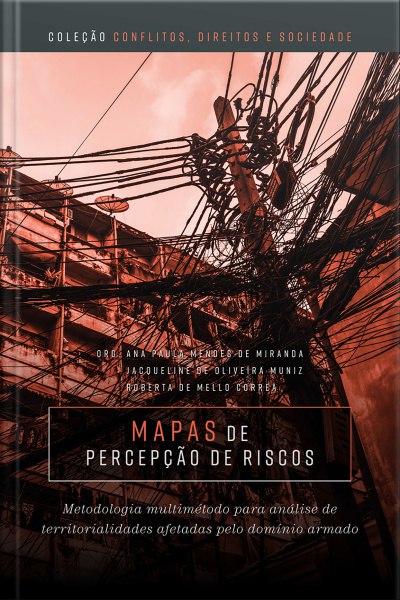 COLEÇÃO CONFLITOS, DIREITOS E SOCIEDADE
ORG. ANA PAULA MENDES DE MIRANDA
JACQUELINE DE OLIVEIRA MUNIZ
ROBERTA DE MELLO CORRÊA
MAPAS DE
PERCEPÇÃO DE RISCOS
Metodologia multimétodo para análise de
territorialidades afetadas pelo domínio armado